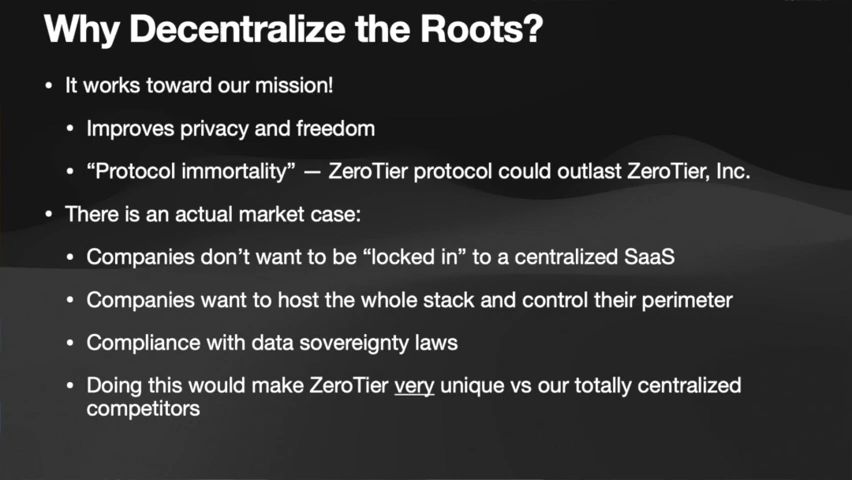 Why Decentralize the Roots?
• It works toward our mission!
• Improves privacy and freedom
• “Protocol immortality” — ZeroTier protocol could outlast ZeroTier, Inc.
• There is an actual market case:
• Companies don’t want to be “locked in” to a centralized SaaS
• Companies want to host the whole stack and control their perimeter
• Compliance with data sovereignty laws
• Doing this would make ZeroTier very unique vs our totally centralized
competitors